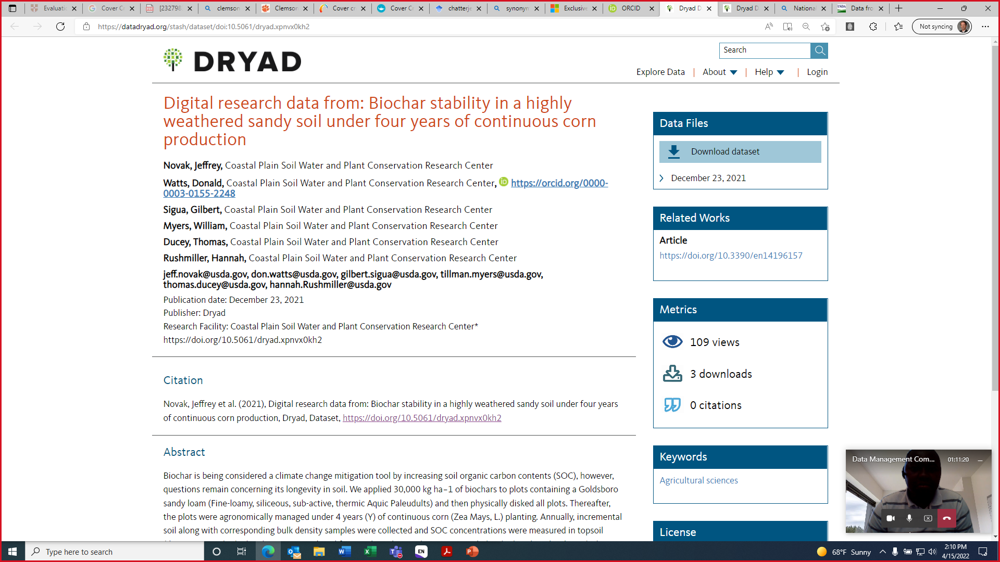 Evaluatio
Cover Cr
[232798
clemson
Clemson
Cover cr
Cover Cr
chatterje
synonym
Exclusive
ORCID
Dryad D
Dryad D
National
Data fro
https://datadryad.org/stash/dataset/doi:10.5061/dryad.xpnvx0kh2
Not syncing
DRYAD
Search
Explore Data | About | Help | Login
Digital research data from: Biochar stability in a highly
weathered sandy soil under four years of continuous corn
production
Novak, Jeffrey, Coastal Plain Soil Water and Plant Conservation Research Center
Watts, Donald, Coastal Plain Soil Water and Plant Conservation Research Center, iD https://orcid.org/0000-
0003-0155-2248
Sigua, Gilbert, Coastal Plain Soil Water and Plant Conservation Research Center
Myers, William, Coastal Plain Soil Water and Plant Conservation Research Center
Ducey, Thomas, Coastal Plain Soil Water and Plant Conservation Research Center
Rushmiller, Hannah, Coastal Plain Soil Water and Plant Conservation Research Center
jeff.novak@usda.gov, don.watts@usda.gov, gilbert.sigua@usda.gov, tillman.myers@usda.gov,
thomas.ducey@usda.gov, hannah.Rushmiller@usda.gov
Publication date: December 23, 2021
Publisher: Dryad
Research Facility: Coastal Plain Soil Water and Plant Conservation Research Center*
https://doi.org/10.5061/dryad.xpnvx0kh2
Citation
Novak, Jeffrey et al. (2021), Digital research data from: Biochar stability in a highly weathered sandy soil under four years
of continuous corn production, Dryad, Dataset, https://doi.org/10.5061/dryad.xpnvx0kh2
Abstract
Biochar is being considered a climate change mitigation tool by increasing soil organic carbon contents (SOC), however,
questions remain concerning its longevity in soil. We applied 30,000 kg ha−1 of biochars to plots containing a Goldsboro
sandy loam (Fine-loamy, siliceous, sub-active, thermic Aquic Paleudults) and then physically disked all plots. Thereafter,
the plots were agronomically managed under 4 years (Y) of continuous corn (Zea Mays, L.) planting. Annually, incremental
soil along with corresponding bulk density samples were collected and SOC concentrations were measured in topsoil
Data Files
Download dataset
December 23, 2021
Related Works
Article
https://doi.org/10.3390/en14196157
Metrics
109 views
3 downloads
0 citations
Keywords
Agricultural sciences
License
Data Management Com... 01:11:20
Type here to search
EN
68°F Sunny
2:10 PM
4/15/2022